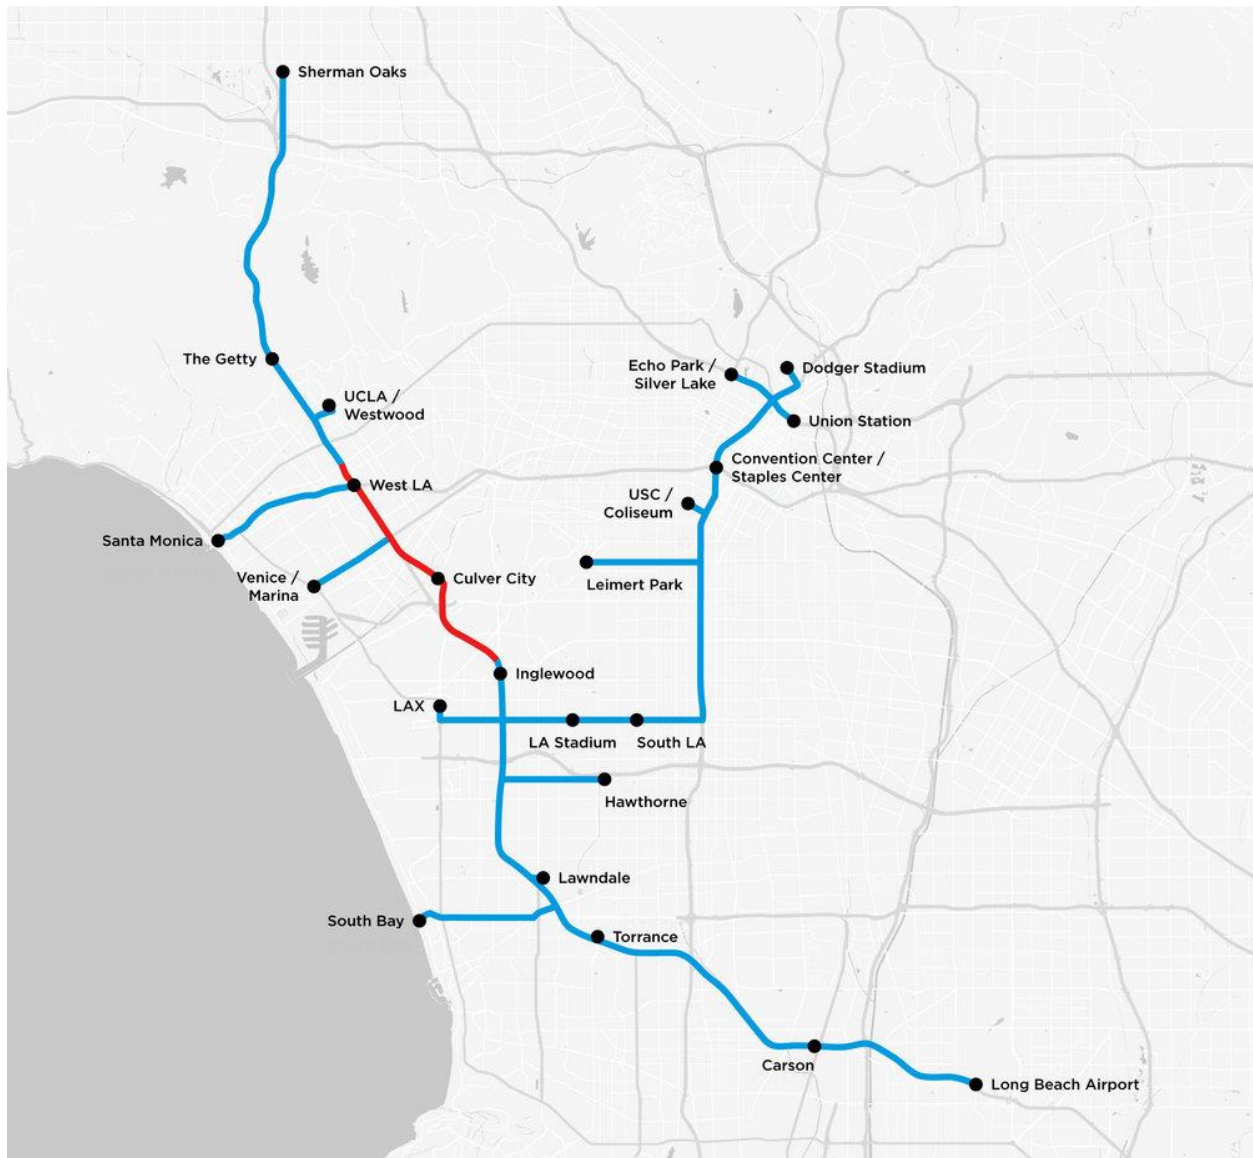 Sherman Oaks
The Getty
UCLA /
Westwood
Echo Park /
Silver Lake
Dodger Stadium
Union Station
Convention Center /
Staples Center
West LA
USC /
Coliseum
Santa Monica
Venice /
Marina
Culver City
Leimert Park
Inglewood
LAX
LA Stadium
South LA
Hawthorne
Lawndale
South Bay
Torrance
Carson
Long Beach Airport